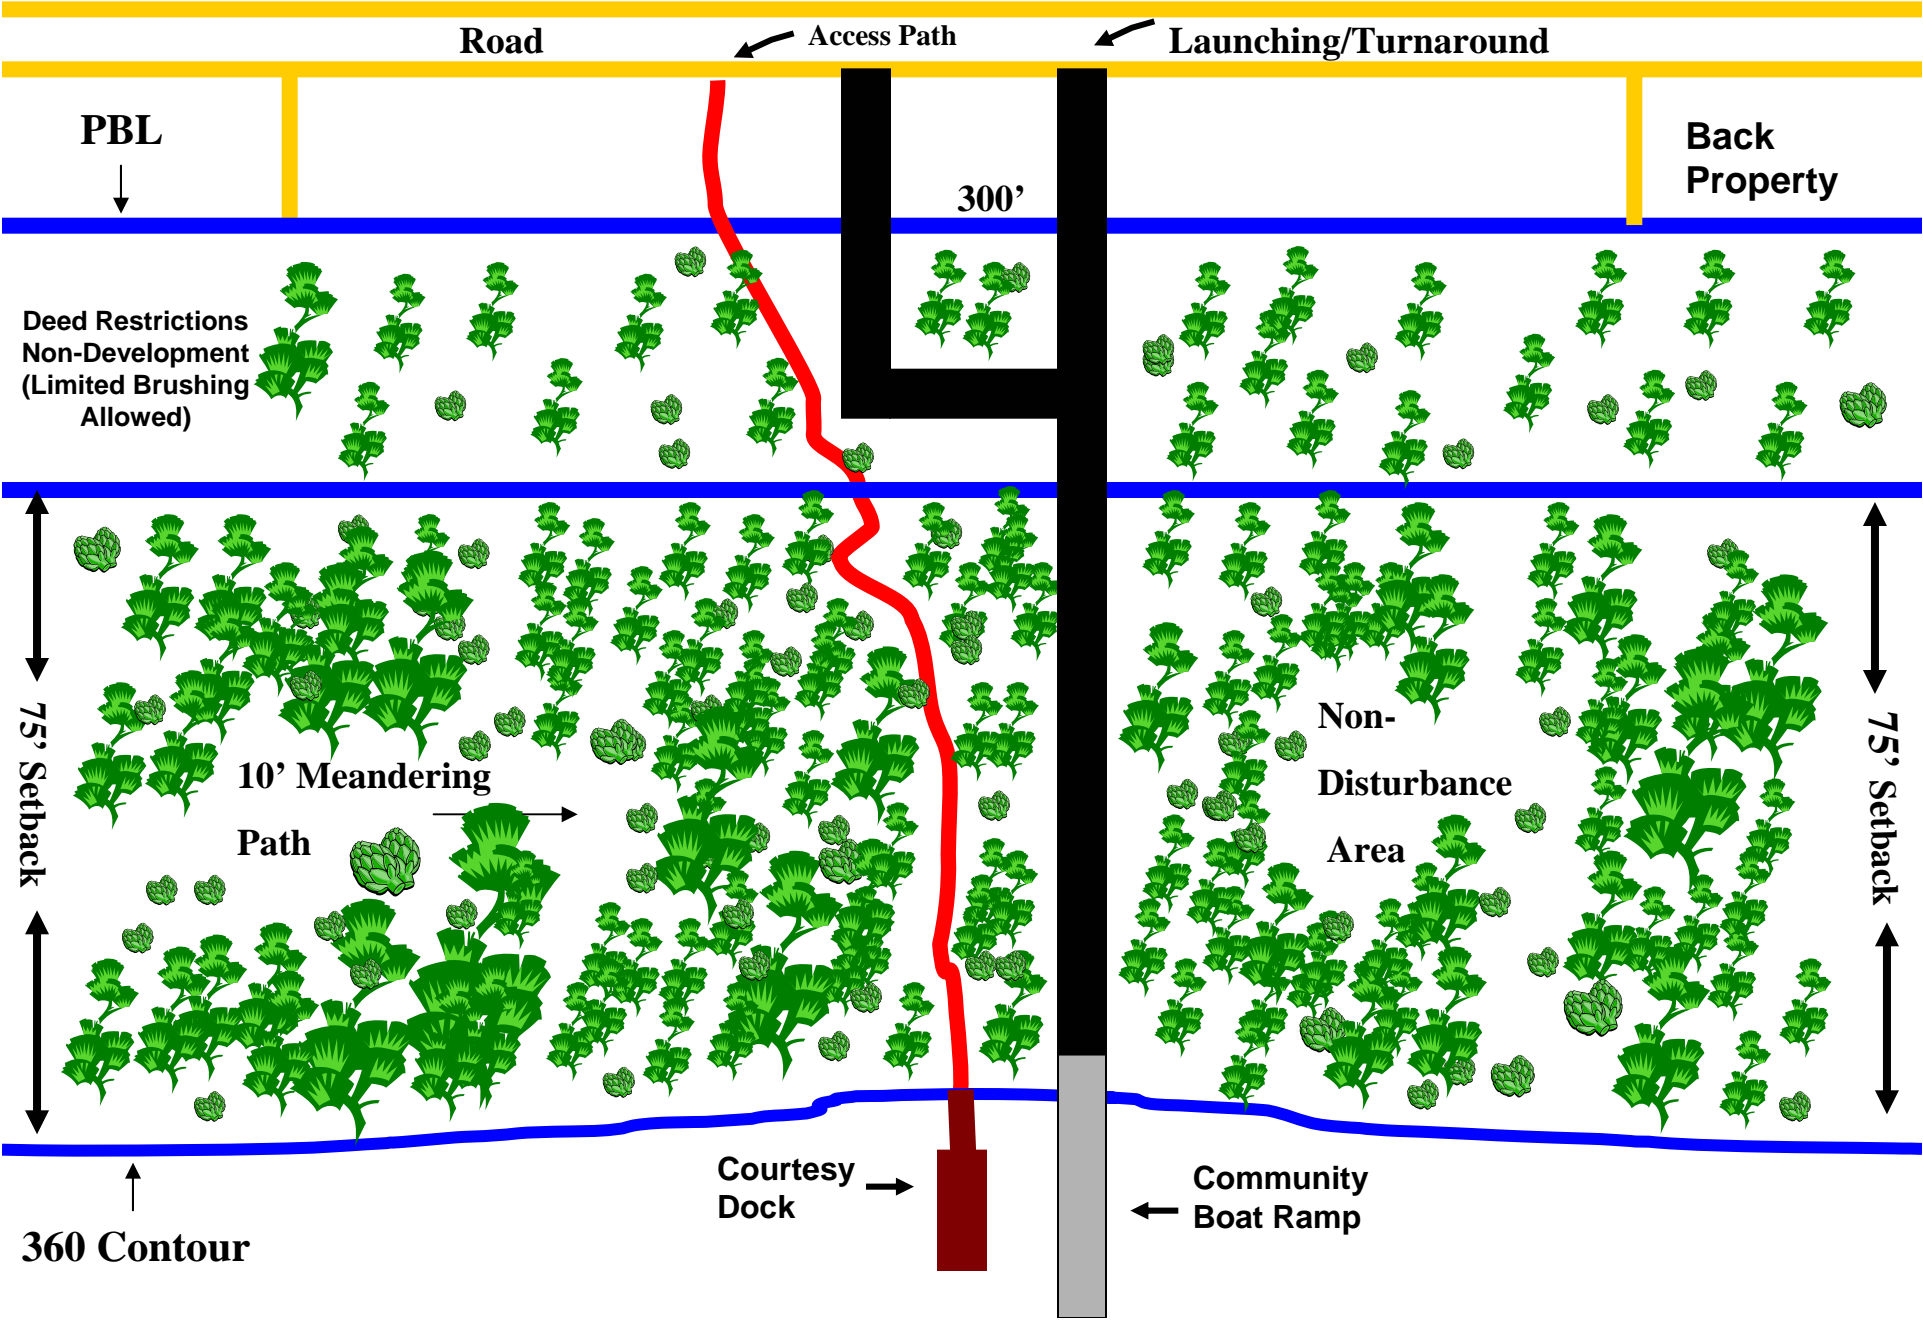 Road
Access Path
Launching/Turnaround
PBL
Back
Property
300’
Deed Restrictions
Non-Development
(Limited Brushing
Allowed)
75’ Setback
10’ Meandering
Path
Non-
Disturbance
Area
75’ Setback
Courtesy
Dock
Community
Boat Ramp
360 Contour